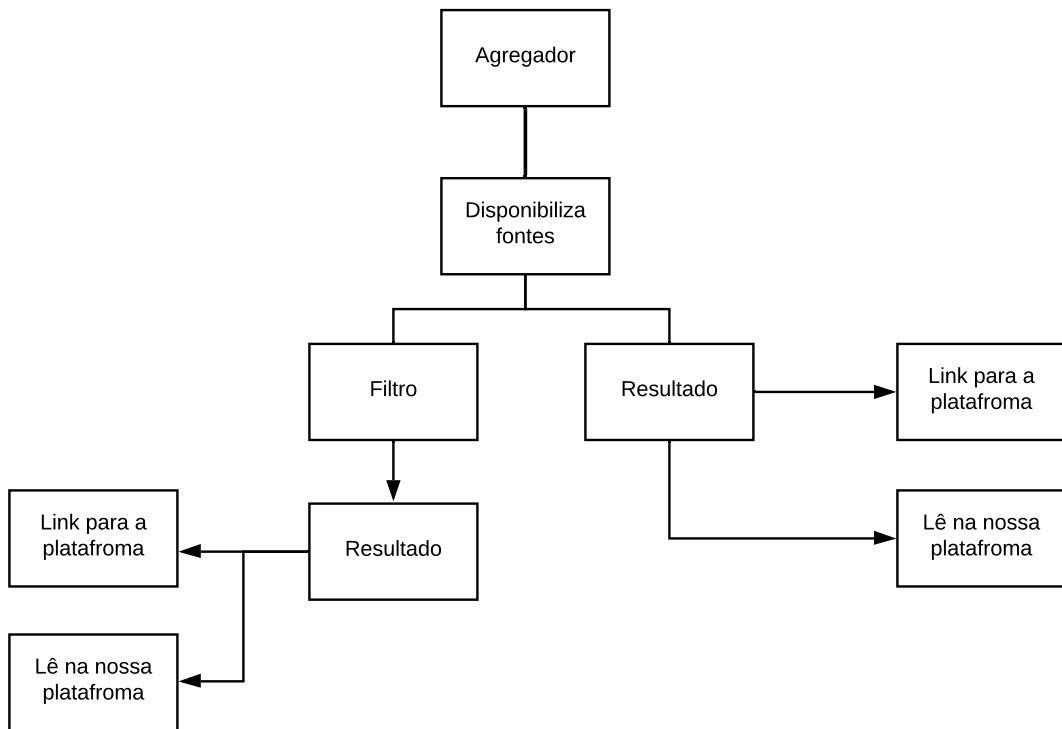 Agregador
Disponibiliza
fontes
Filtro
Resultado
Link para a
platafroma
Lê na nossa
platafroma
Resultado
Link para a
platafroma
Lê na nossa
platafroma